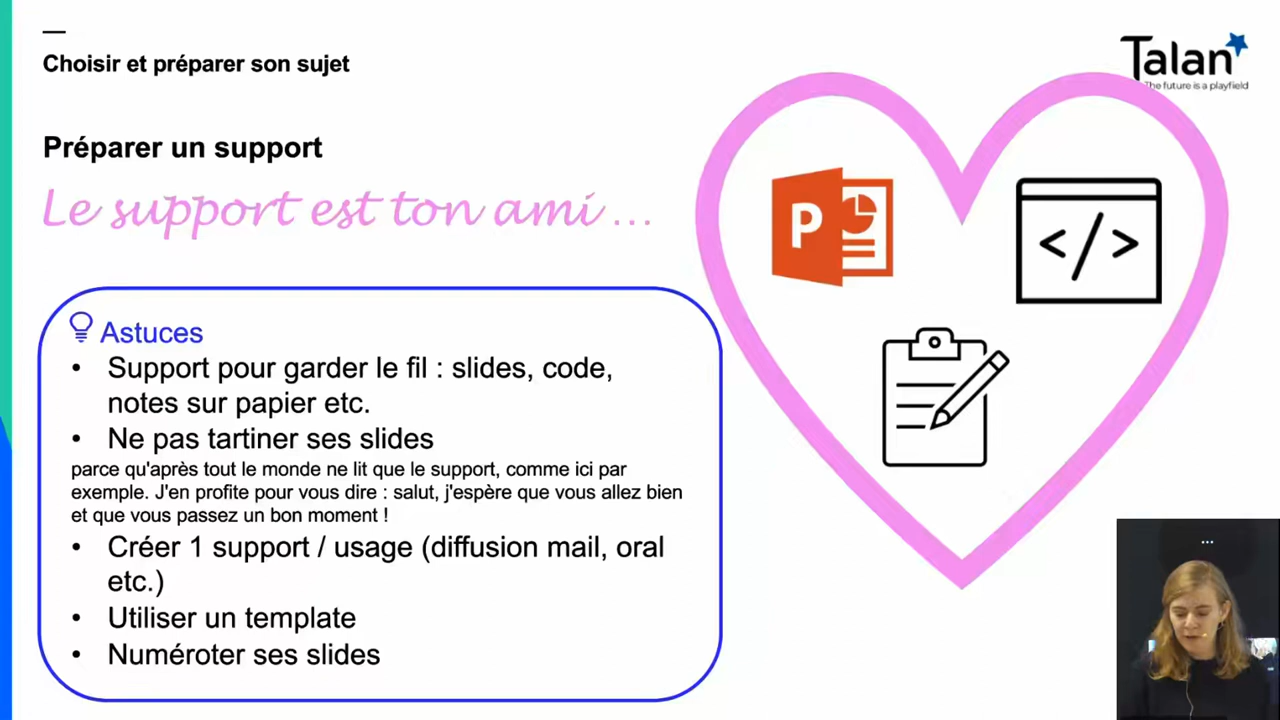 Choisir et préparer son sujet
Talan
The future is a playfield
Préparer un support
Le support est ton ami ...
P
</>
Astuces
• Support pour garder le fil : slides, code,
notes sur papier etc.
• Ne pas tartiner ses slides
parce qu'après tout le monde ne lit que le support, comme ici par
exemple. J'en profite pour vous dire : salut, j'espère que vous allez bien
et que vous passez un bon moment !
• Créer 1 support / usage (diffusion mail, oral
etc.)
• Utiliser un template
• Numéroter ses slides